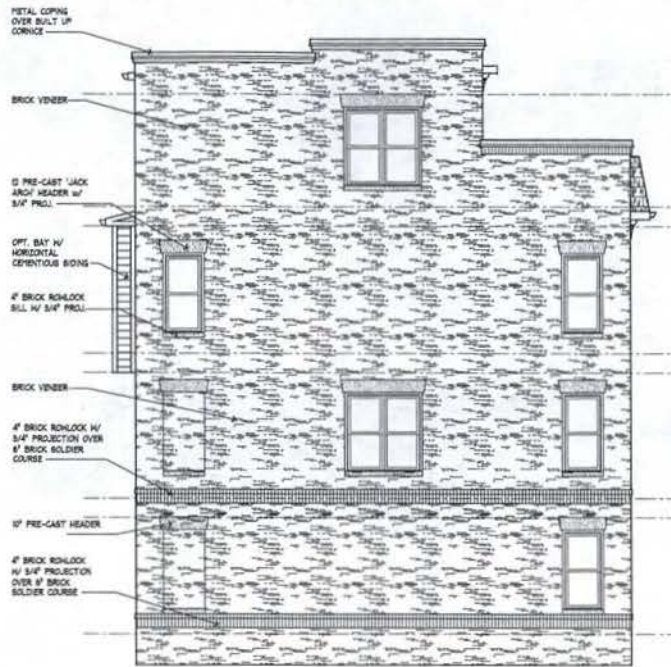 METAL COPING
OVER BUILT UP
CORNICE
BRICK VENEER
12 PRE-CAST 'JACK
ARCH' HEADER W/
3/4" PROJ.
OPT. BAY W/
HORIZONTAL
CEMENTIOUS SIDING
4" BRICK ROWLOCK
SILL W/ 3/4" PROJ.
BRICK VENEER
4" BRICK ROWLOCK W/
3/4" PROJECTION OVER
8" BRICK SOLDIER
COURSE
10" PRE-CAST HEADER
4" BRICK ROWLOCK
W/ 3/4" PROJECTION
OVER 8" BRICK
SOLDIER COURSE